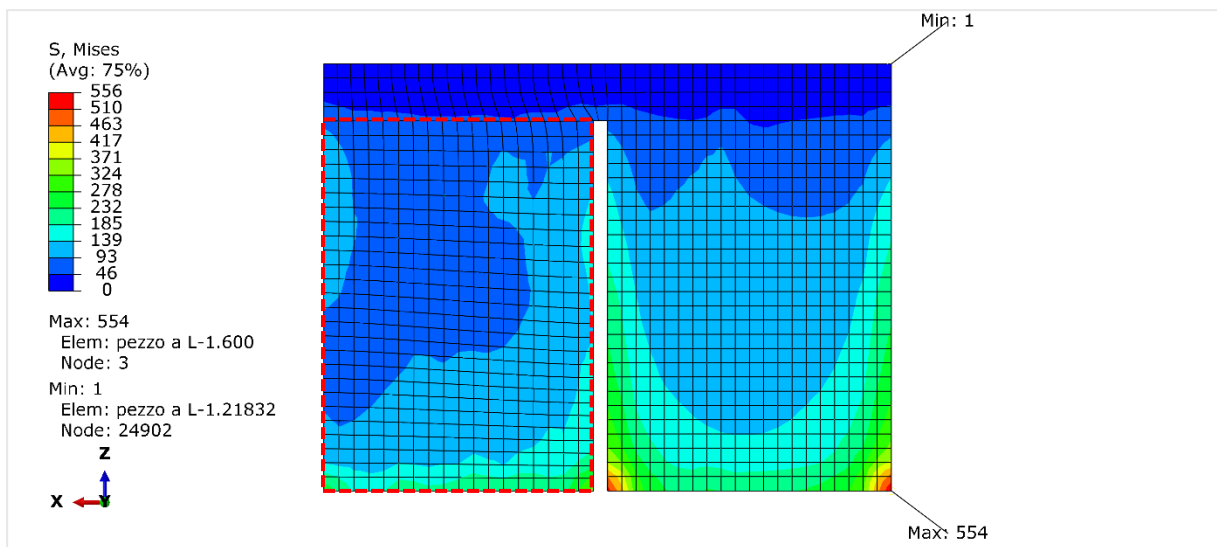 Min: 1
S, Mises
(Avg: 75%)
556
510
463
417
371
324
278
232
185
139
93
46
0
Max: 554
Elem: pezzo a L-1.600
Node: 3
Min: 1
Elem: pezzo a L-1.21832
Node: 24902
Z
X
Y
Max: 554